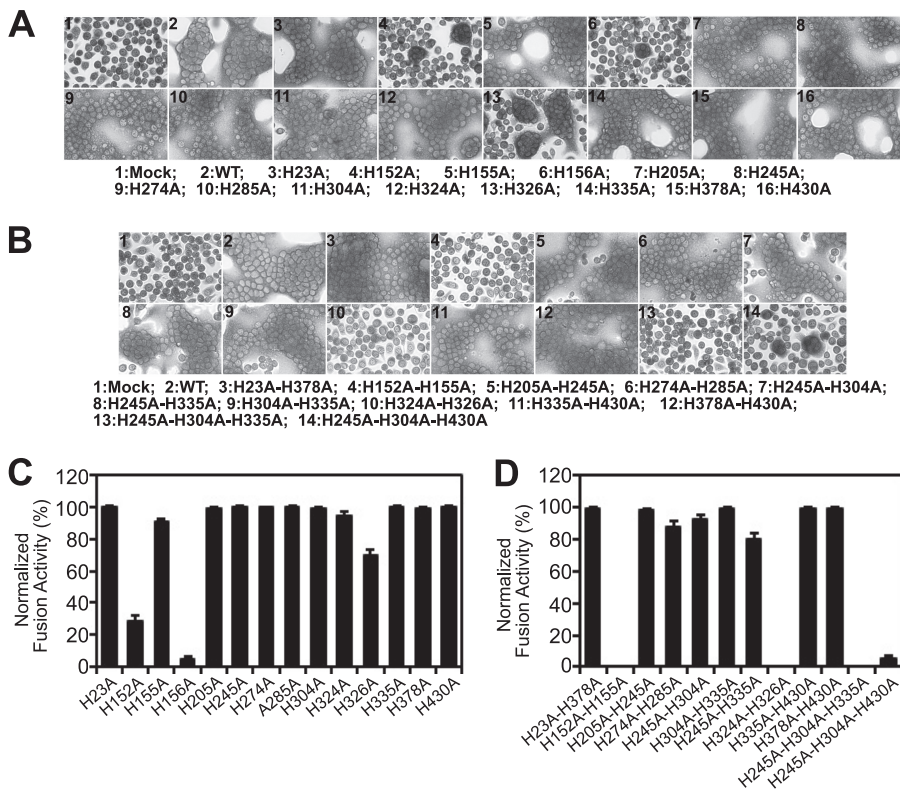 A
1 2 3 4 5 6 7 8
9 10 11 12 13 14 15 16
1:Mock; 2:WT; 3:H23A; 4:H152A; 5:H155A; 6:H156A; 7:H205A; 8:H245A;
9:H274A; 10:H285A; 11:H304A; 12:H324A; 13:H326A; 14:H335A; 15:H378A; 16:H430A
B
1 2 3 4 5 6 7
8 9 10 11 12 13 14
1:Mock; 2:WT; 3:H23A-H378A; 4:H152A-H155A; 5:H205A-H245A; 6:H274A-H285A; 7:H245A-H304A;
8:H245A-H335A; 9:H304A-H335A; 10:H324A-H326A; 11:H335A-H430A; 12:H378A-H430A;
13:H245A-H304A-H335A; 14:H245A-H304A-H430A
C
Normalized
Fusion Activity (%)
120
100
80
60
40
20
0
H23A
H152A
H155A
H156A
H205A
H245A
H274A
A285A
H304A
H324A
H326A
H335A
H378A
H430A
D
Normalized
Fusion Activity (%)
120
100
80
60
40
20
0
H23A-H378A
H152A-H155A
H205A-H245A
H274A-H285A
H245A-H304A
H304A-H335A
H245A-H335A
H324A-H326A
H335A-H430A
H378A-H430A
H245A-H304A-H335A
H245A-H304A-H430A